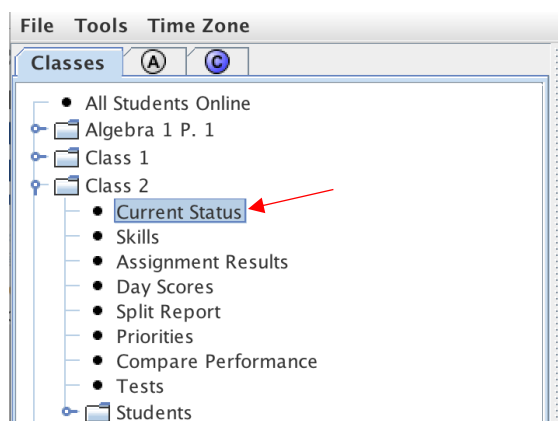 File Tools Time Zone
Classes A C
All Students Online
Algebra 1 P. 1
Class 1
Class 2
Current Status
Skills
Assignment Results
Day Scores
Split Report
Priorities
Compare Performance
Tests
Students